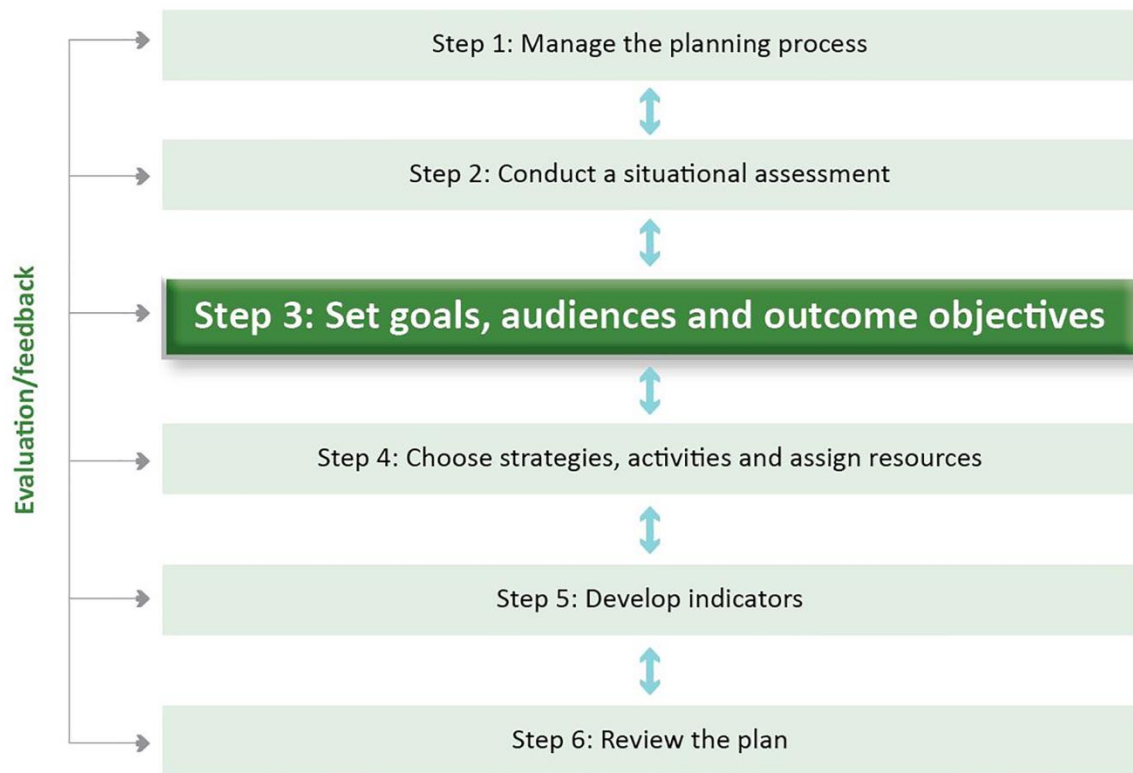 Step 1: Manage the planning process
Step 2: Conduct a situational assessment
Step 3: Set goals, audiences and outcome objectives
Step 4: Choose strategies, activities and assign resources
Step 5: Develop indicators
Step 6: Review the plan
Evaluation/feedback